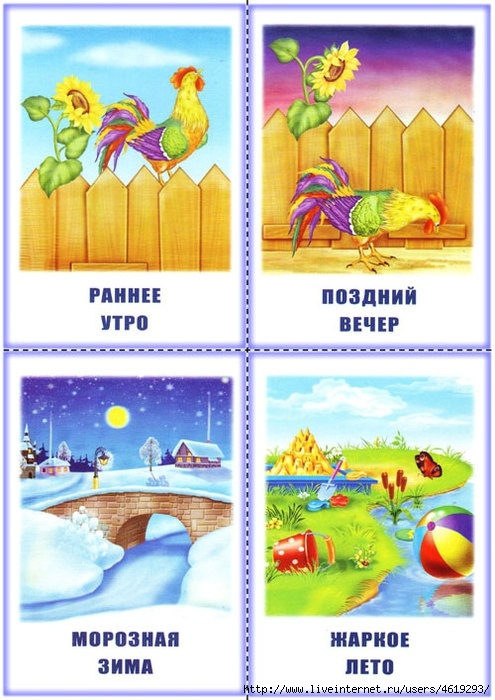 РАННЕЕ
УТРО
ПОЗДНИЙ
ВЕЧЕР
МОРОЗНАЯ
ЗИМА
ЖАРКОЕ
ЛЕТО
http://www.liveinternet.ru/users/4619293/